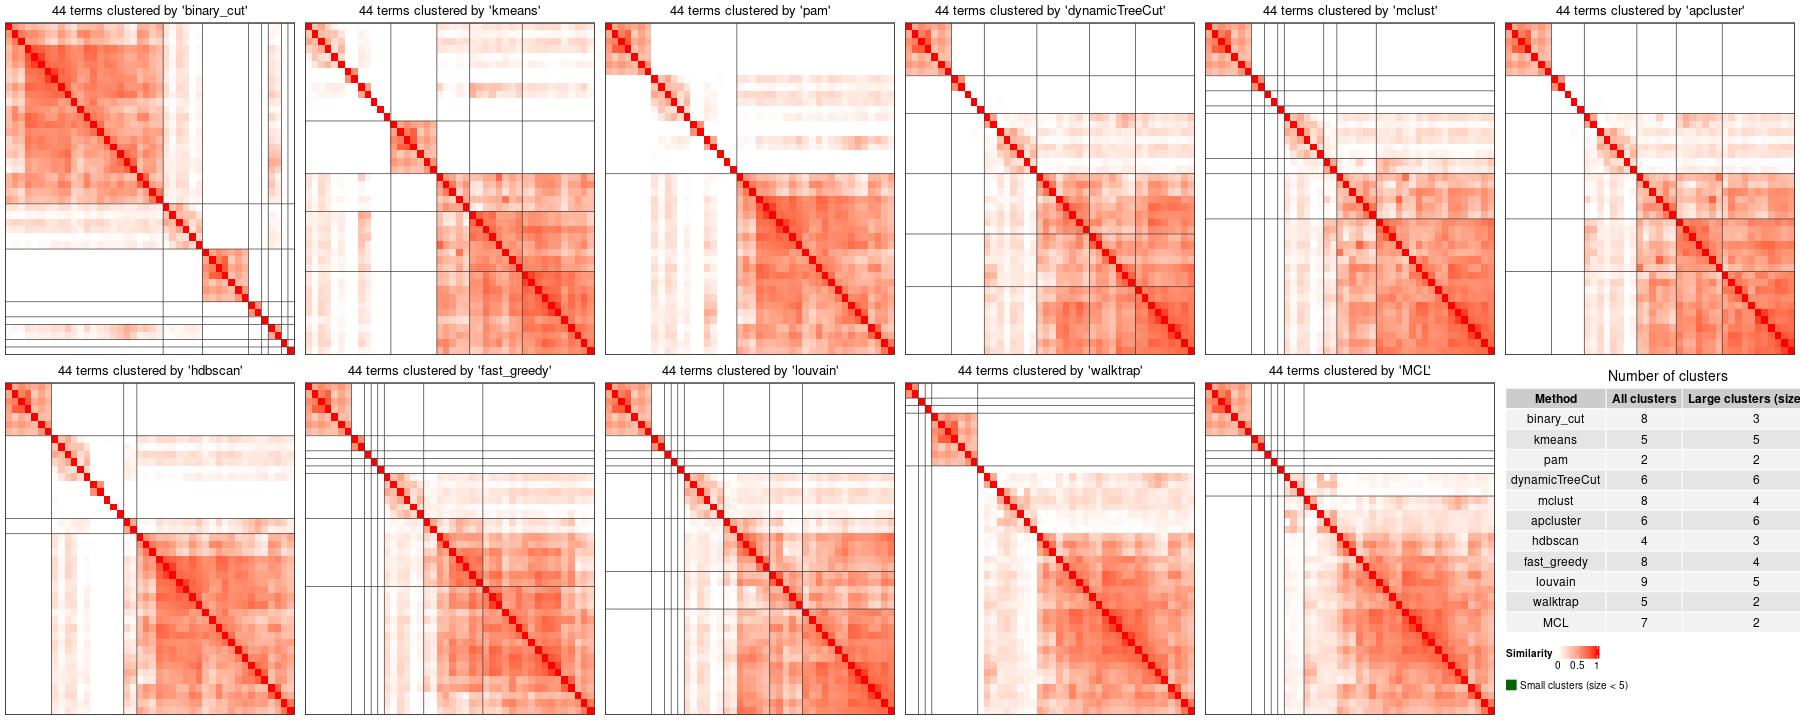 44 terms clustered by 'binary_cut'
44 terms clustered by 'kmeans'
44 terms clustered by 'pam'
44 terms clustered by 'dynamicTreeCut'
44 terms clustered by 'mclust'
44 terms clustered by 'apcluster'
44 terms clustered by 'hdbscan'
44 terms clustered by 'fast_greedy'
44 terms clustered by 'louvain'
44 terms clustered by 'walktrap'
44 terms clustered by 'MCL'
Number of clusters
Method All clusters Large clusters (size
binary_cut 8 3
kmeans 5 5
pam 2 2
dynamicTreeCut 6 6
mclust 8 4
apcluster 6 6
hdbscan 4 3
fast_greedy 8 4
louvain 9 5
walktrap 5 2
MCL 7 2
Similarity
0 0.5 1
Small clusters (size < 5)